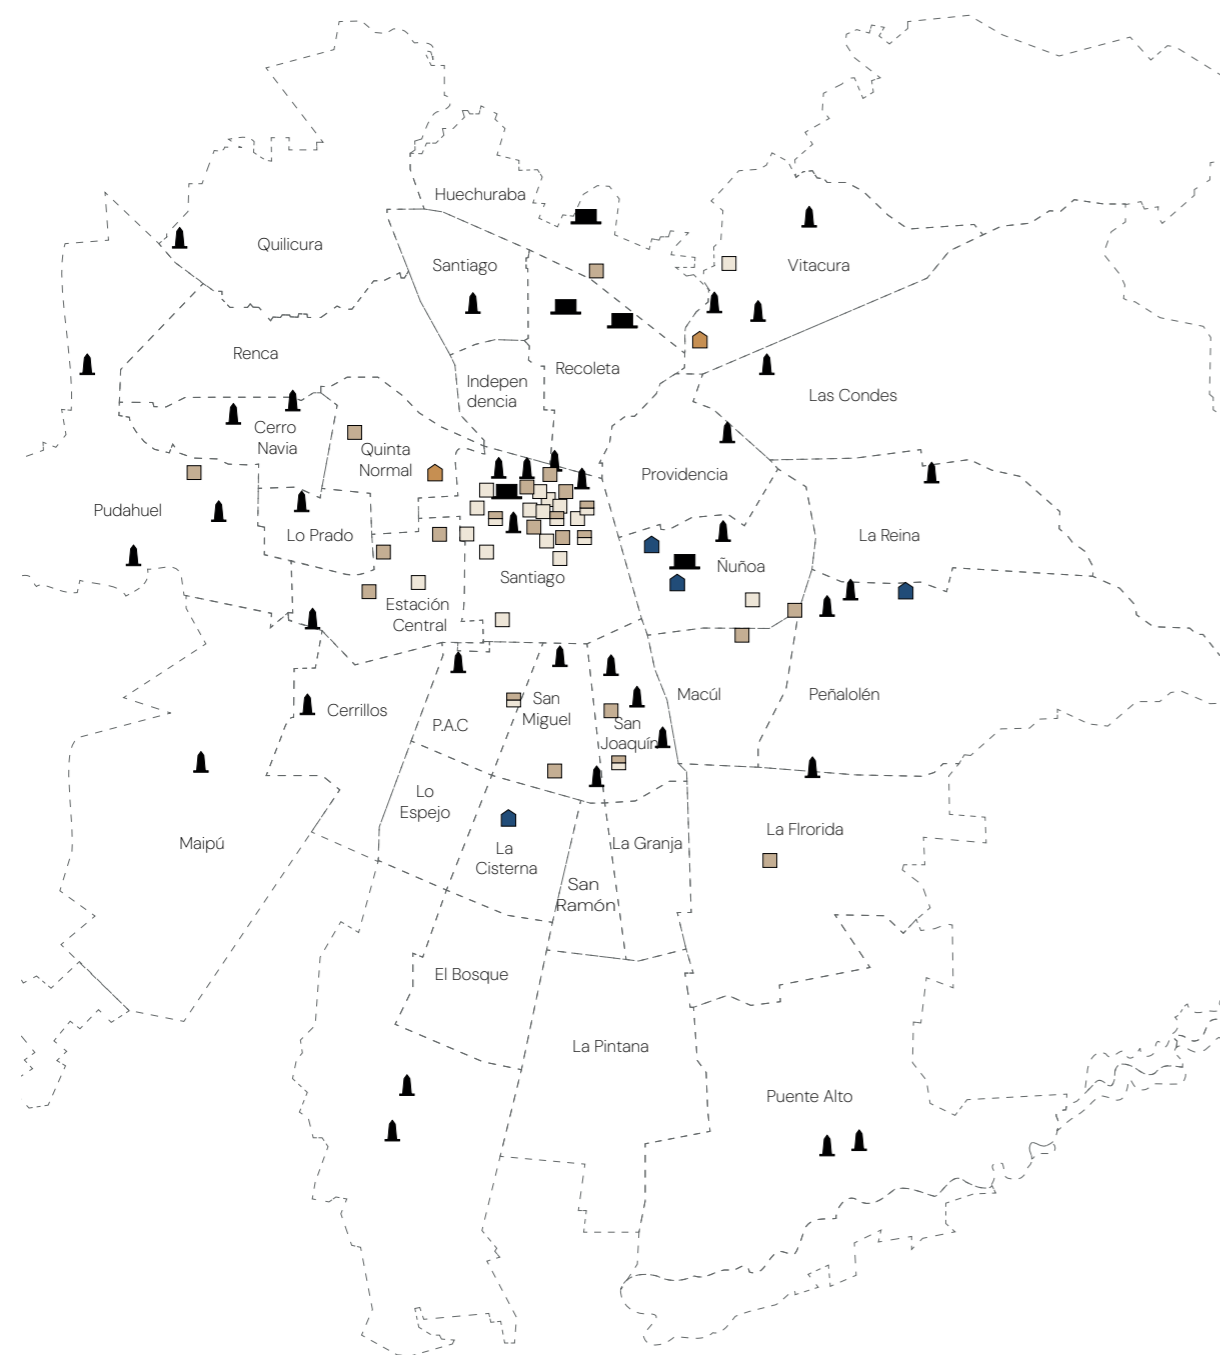 Huechuraba
Quilicura
Santiago
Vitacura
Renca
Recoleta
Indepen
dencia
Las Condes
Cerro
Navia
Quinta
Normal
Providencia
Pudahuel
Lo Prado
La Reina
Ñuñoa
Santiago
Estación
Central
Macúl
Peñalolén
Cerrillos
P.A.C
San
Miguel
San
Joaquín
Lo
Espejo
La Flrorida
Maipú
La
Cisterna
La Granja
San
Ramón
El Bosque
La Pintana
Puente Alto